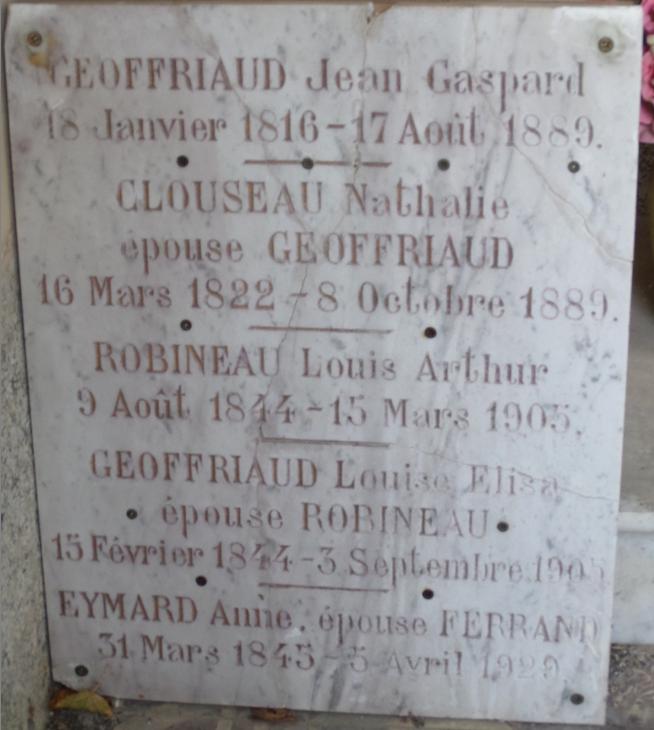 GEOFFRIAUD Jean Gaspard
18 Janvier 1816-17 Août 1889.
CLOUSEAU Nathalie
épouse GEOFFRIAUD
16 Mars 1822-8 Octobre 1889.
ROBINEAU Louis Arthur
9 Août 1844-15 Mars 1905.
GEOFFRIAUD Louise Elisa
épouse ROBINEAU
15 Février 1844-3 Septembre 1905
EYMARD Anne. épouse FERRAND
31 Mars 1845-5 Avril 1929.